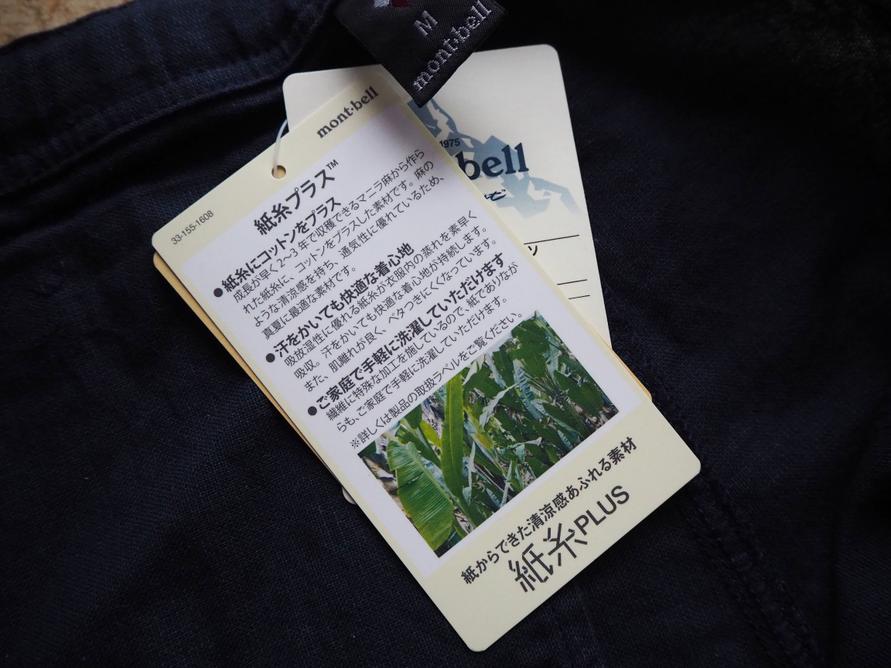 M
mont·bell
mont·bell
33-155-1608
紙糸プラス™
●紙糸にコットンをプラス
成長が早く2〜3年で収穫できるマニラ麻から作ら
れた紙糸に、コットンをプラスした素材です。麻の
ような清涼感を持ち、通気性に優れているため、
真夏に最適な素材です。
●汗をかいても快適な着心地
吸放湿性に優れる紙糸が衣服内の蒸れを素早く
吸収。汗をかいても快適な着心地が持続します。
また、肌離れが良く、ベタつきにくくなっています。
●ご家庭で手軽に洗濯していただけます
繊維に特殊な加工を施しているので、紙でありなが
らも、ご家庭で手軽に洗濯していただけます。
※詳しくは製品の取扱ラベルをご覧ください。
紙からできた清涼感あふれる素材
紙糸PLUS
1975
bell